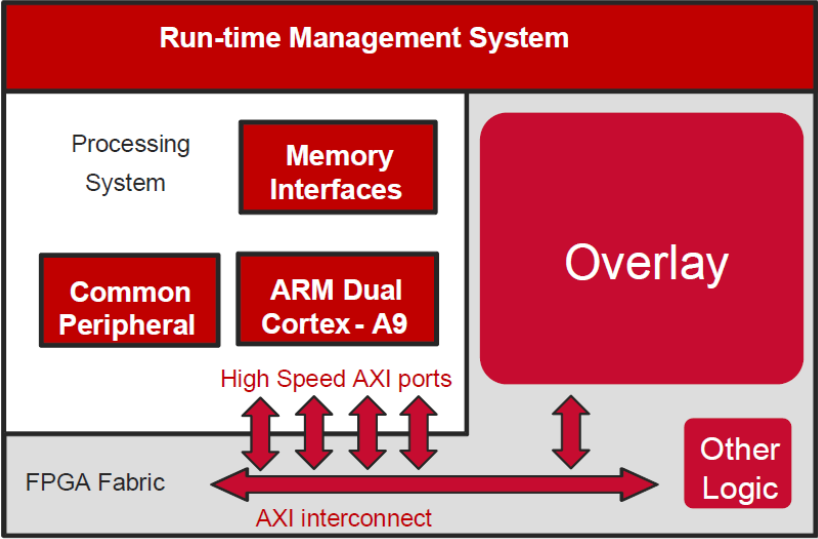 Run-time Management System
Processing
System
Memory
Interfaces
Overlay
Common
Peripheral
ARM Dual
Cortex - A9
High Speed AXI ports
Other
Logic
FPGA Fabric
AXI interconnect